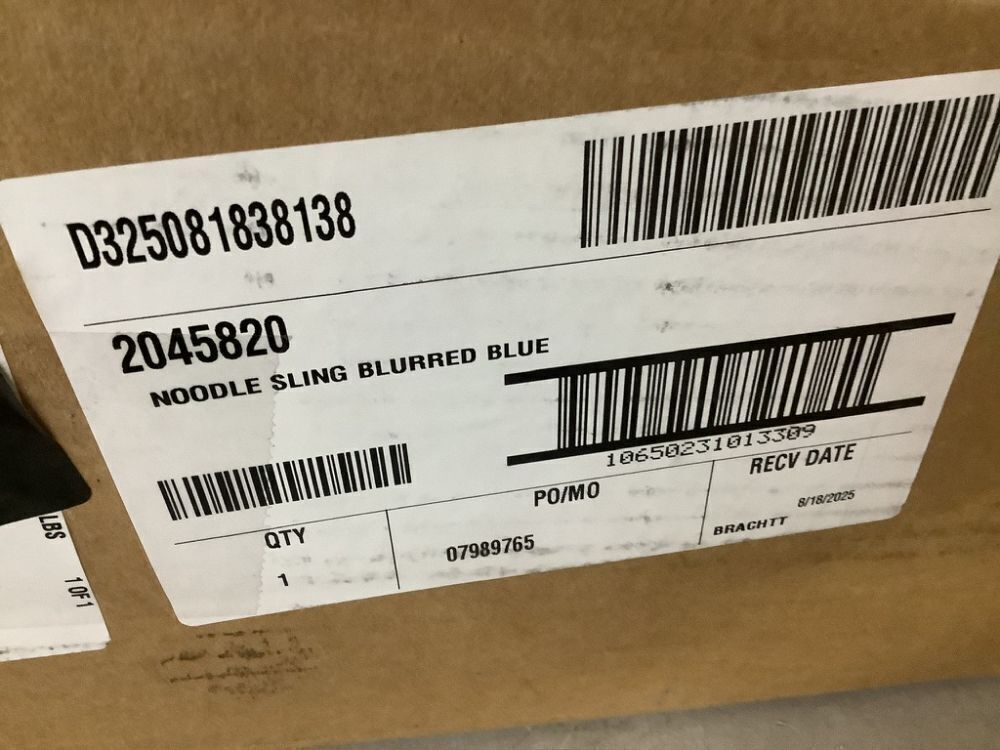 D325081838138
2045820
NOODLE SLING BLURRED BLUE
10650231013309
QTY
1
PO/MO
07989765
RECV DATE
8/18/2025
BRACHTT
LBS
1 OF 1